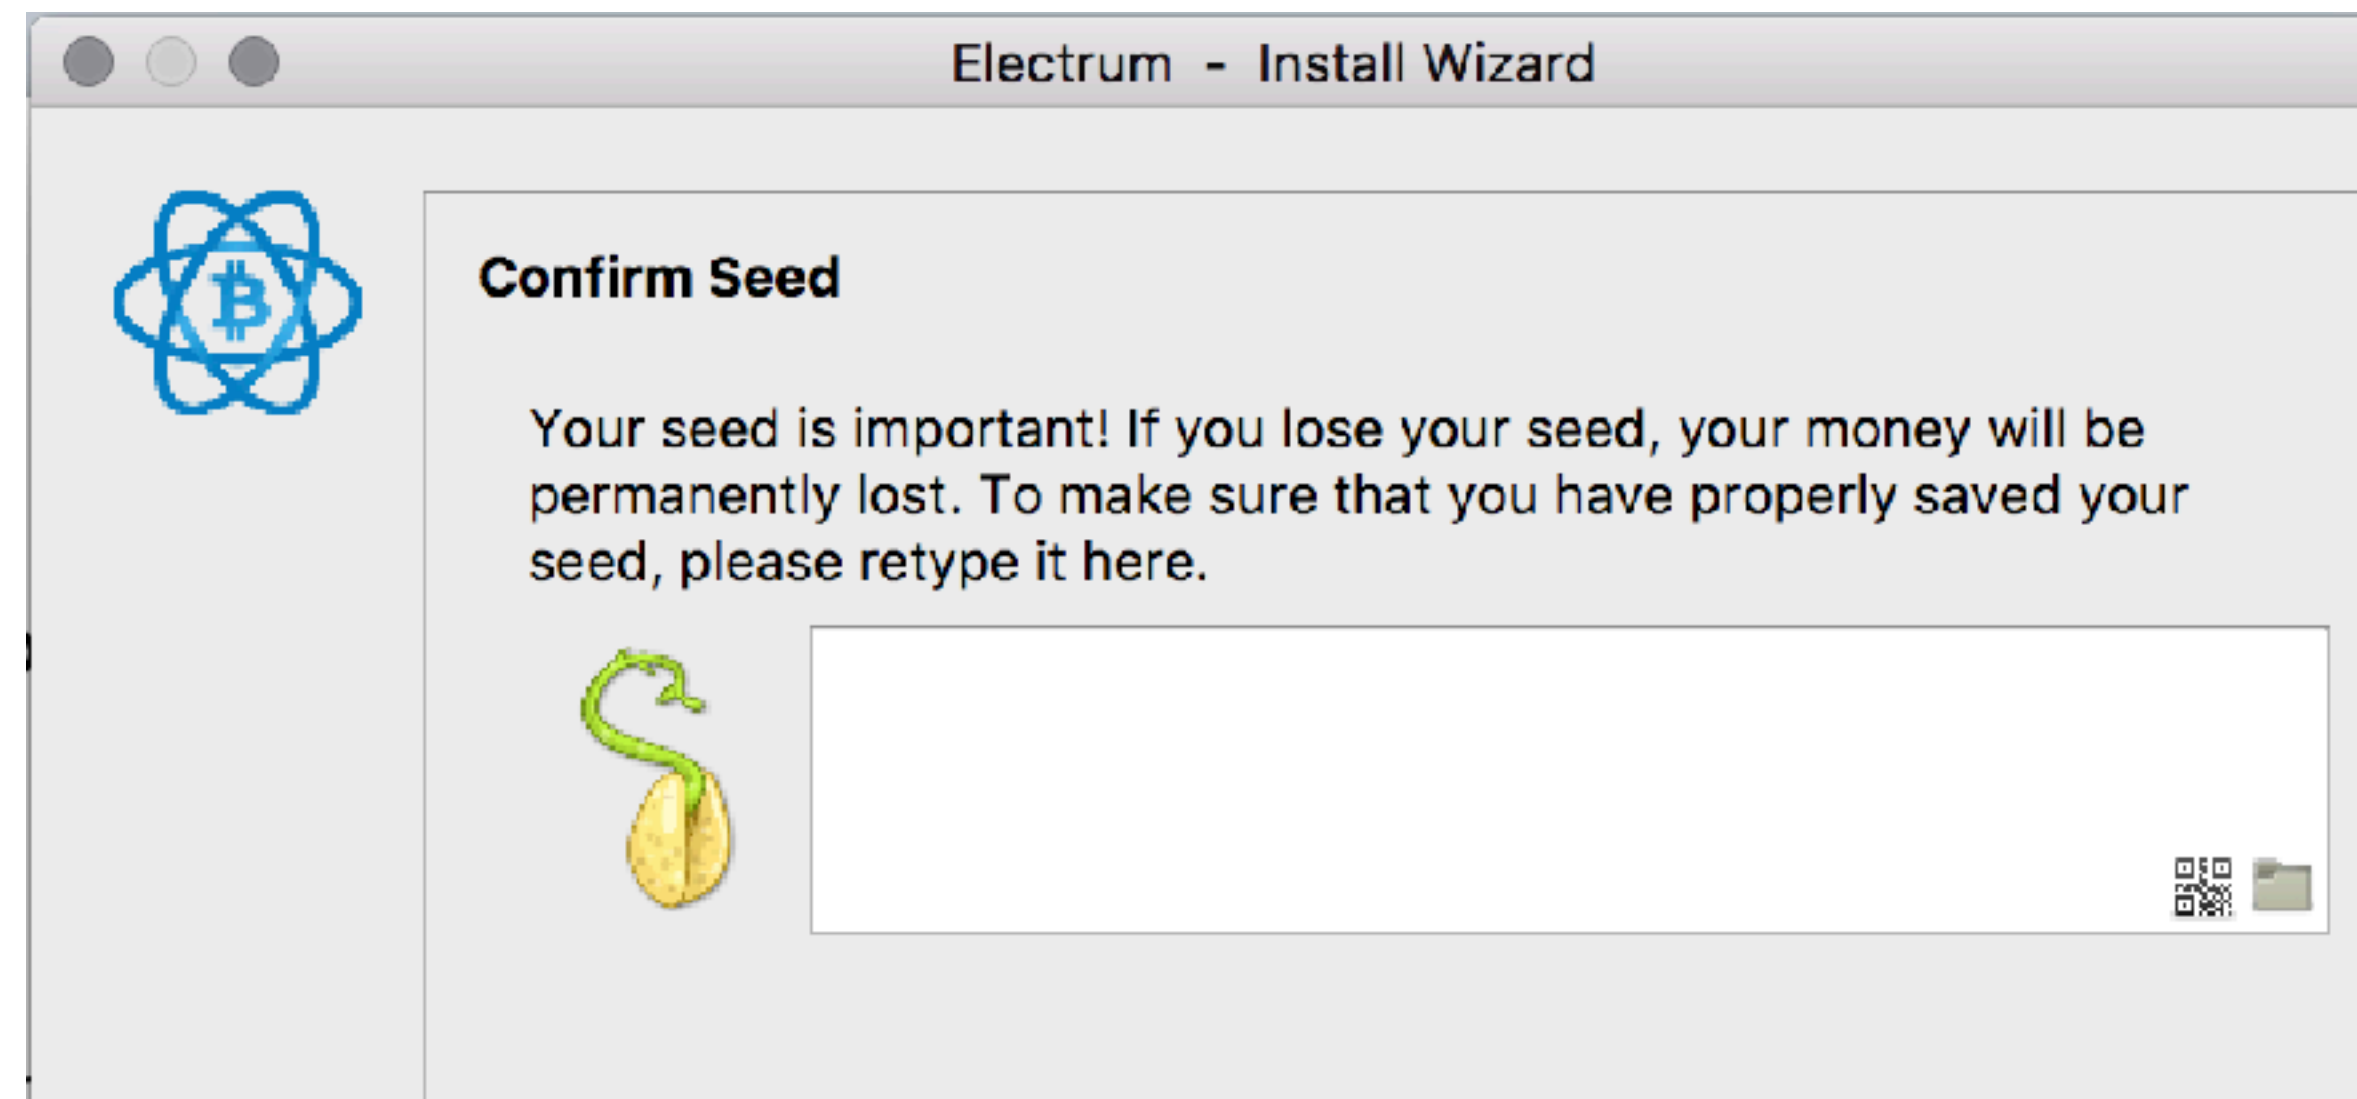 Electrum - Install Wizard
Confirm Seed
Your seed is important! If you lose your seed, your money will be
permanently lost. To make sure that you have properly saved your
seed, please retype it here.